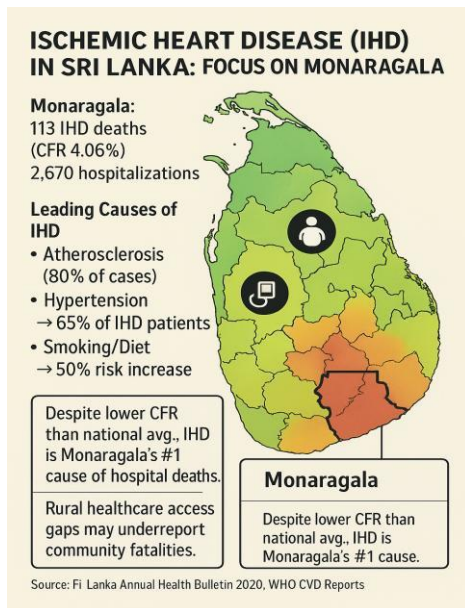 ISCHEMIC HEART DISEASE (IHD)
IN SRI LANKA: FOCUS ON MONARAGALA
Monaragala:
113 IHD deaths
(CFR 4.06%)
2,670 hospitalizations
Leading Causes of
IHD
• Atherosclerosis
(80% of cases)
• Hypertension
→ 65% of IHD patients
• Smoking/Diet
→ 50% risk increase
Despite lower CFR
than national avg., IHD
is Monaragala's #1
cause of hospital deaths.
Rural healthcare access
gaps may underreport
community fatalities.
Monaragala
Despite lower CFR than
national avg., IHD is
Monaragala's #1 cause.
Source: Fi Lanka Annual Health Bulletin 2020, WHO CVD Reports